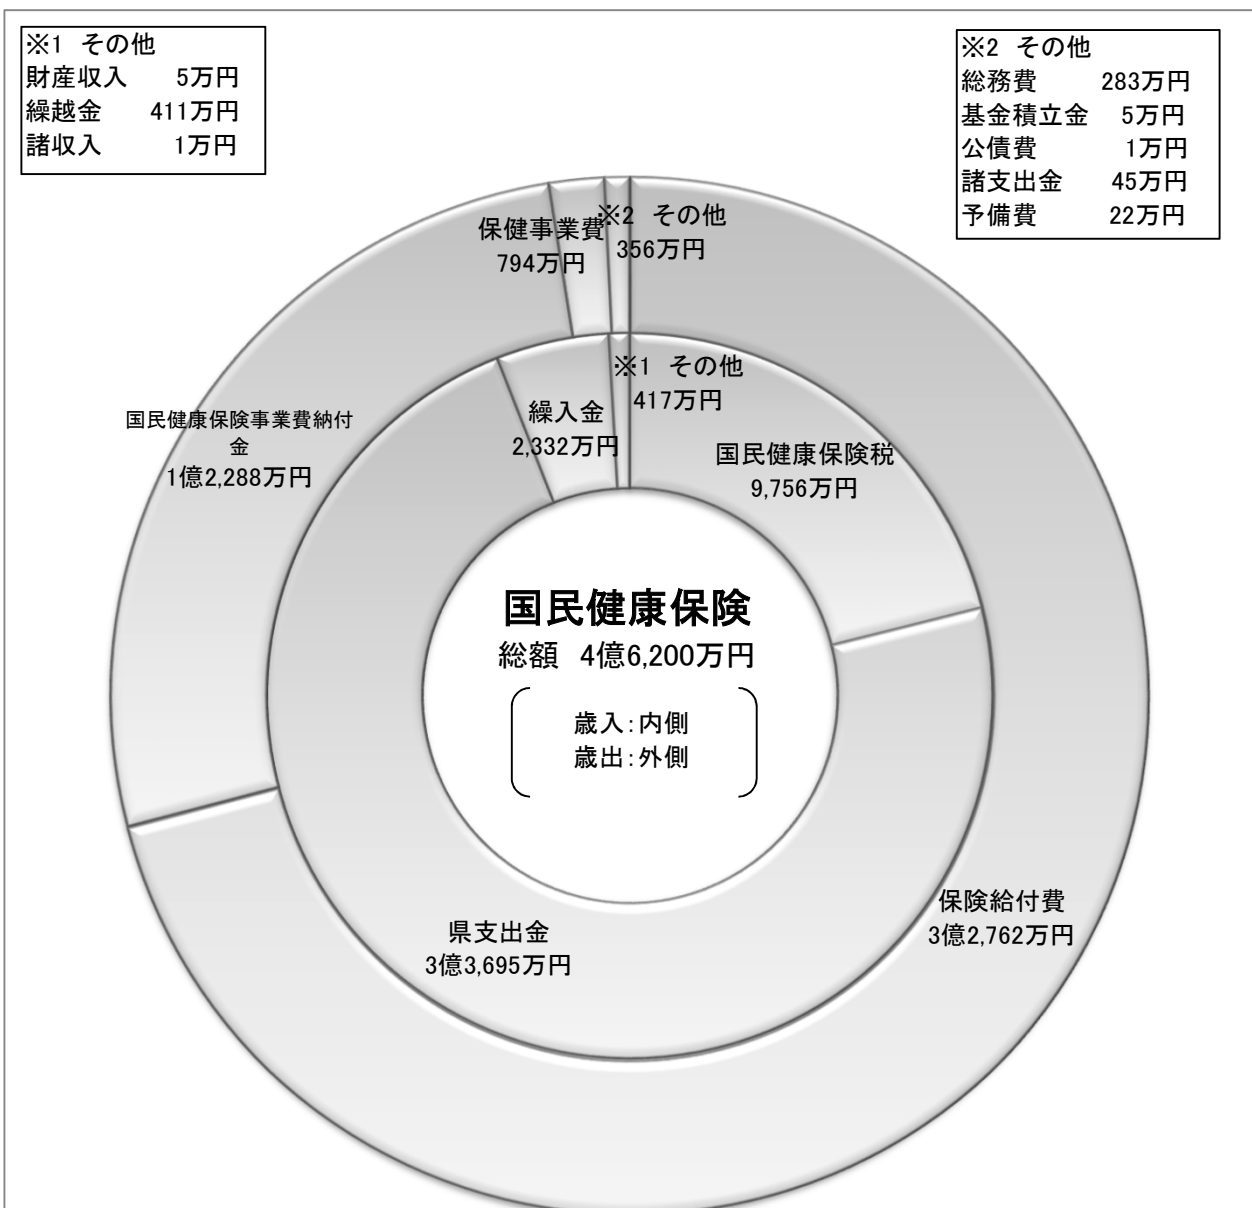 ※1 その他
財産収入 5万円
繰越金 411万円
諸収入 1万円
※2 その他
総務費 283万円
基金積立金 5万円
公債費 1万円
諸支出金 45万円
予備費 22万円
保健事業費
794万円
※2 その他
356万円
国民健康保険事業費納付
金
1億2,288万円
繰入金
2,332万円
※1 その他
417万円
国民健康保険税
9,756万円
国民健康保険
総額 4億6,200万円
歳入:内側
歳出:外側
県支出金
3億3,695万円
保険給付費
3億2,762万円